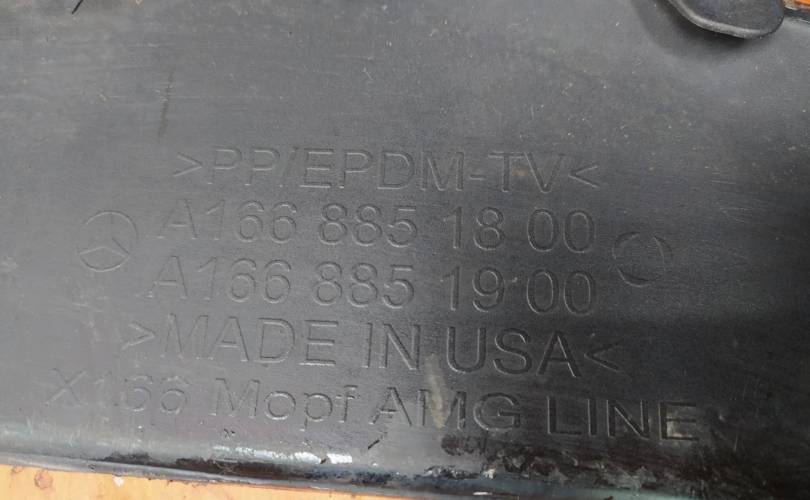 >PP/EPDM-TV<
A166 885 18 00
A166 885 19 00
>MADE IN USA<
X166 Mopf AMG LINE